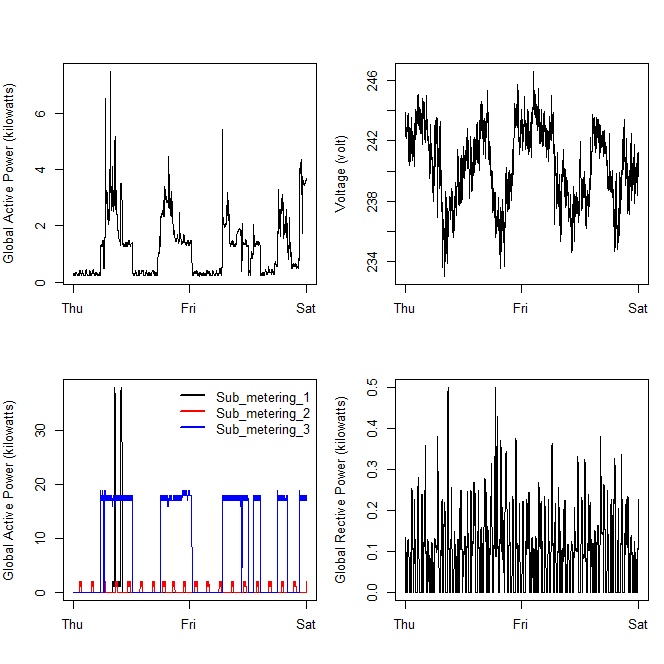 Global Active Power (kilowatts)
6
4
2
0
Thu
Fri
Sat
Voltage (volt)
246
242
238
234
Thu
Fri
Sat
Global Active Power (kilowatts)
30
20
10
0
Sub_metering_1
Sub_metering_2
Sub_metering_3
Thu
Fri
Sat
Global Rective Power (kilowatts)
0.5
0.4
0.3
0.2
0.1
0.0
Thu
Fri
Sat